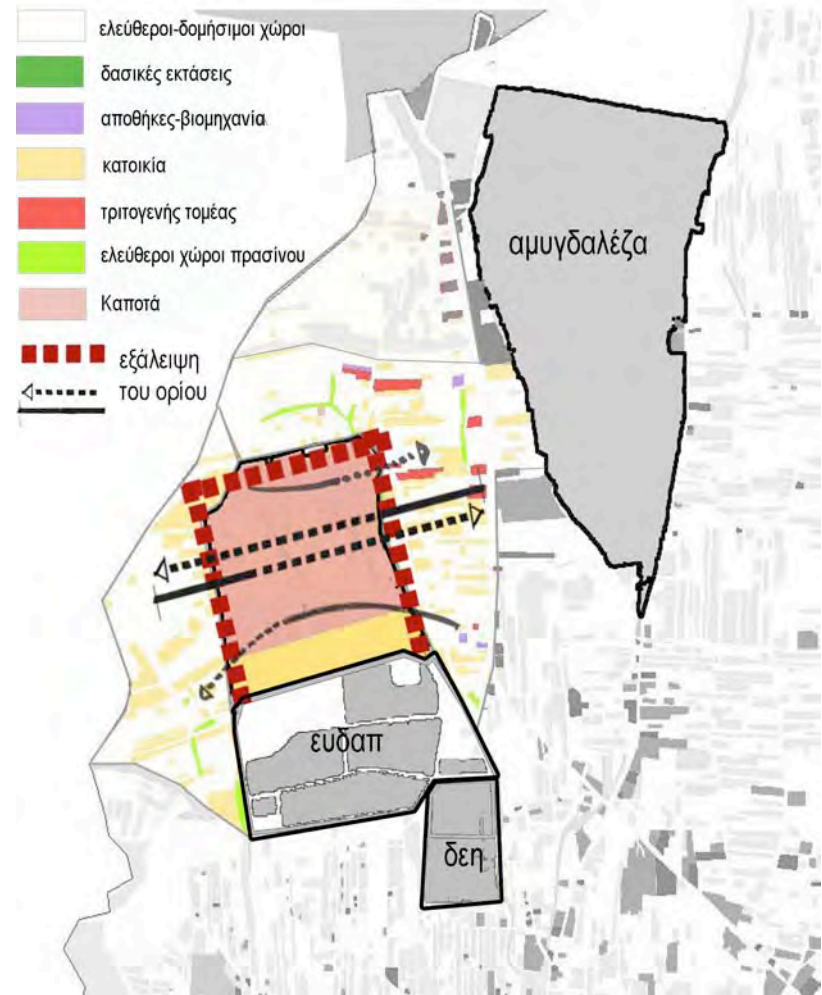 ελεύθεροι-δομήσιμοι χώροι
δασικές εκτάσεις
αποθήκες-βιομηχανία
κατοικία
τριτογενής τομέας
ελεύθεροι χώροι πρασίνου
Καποτά
εξάλειψη
του ορίου
αμυγδαλέζα
ευδαπ
δεη